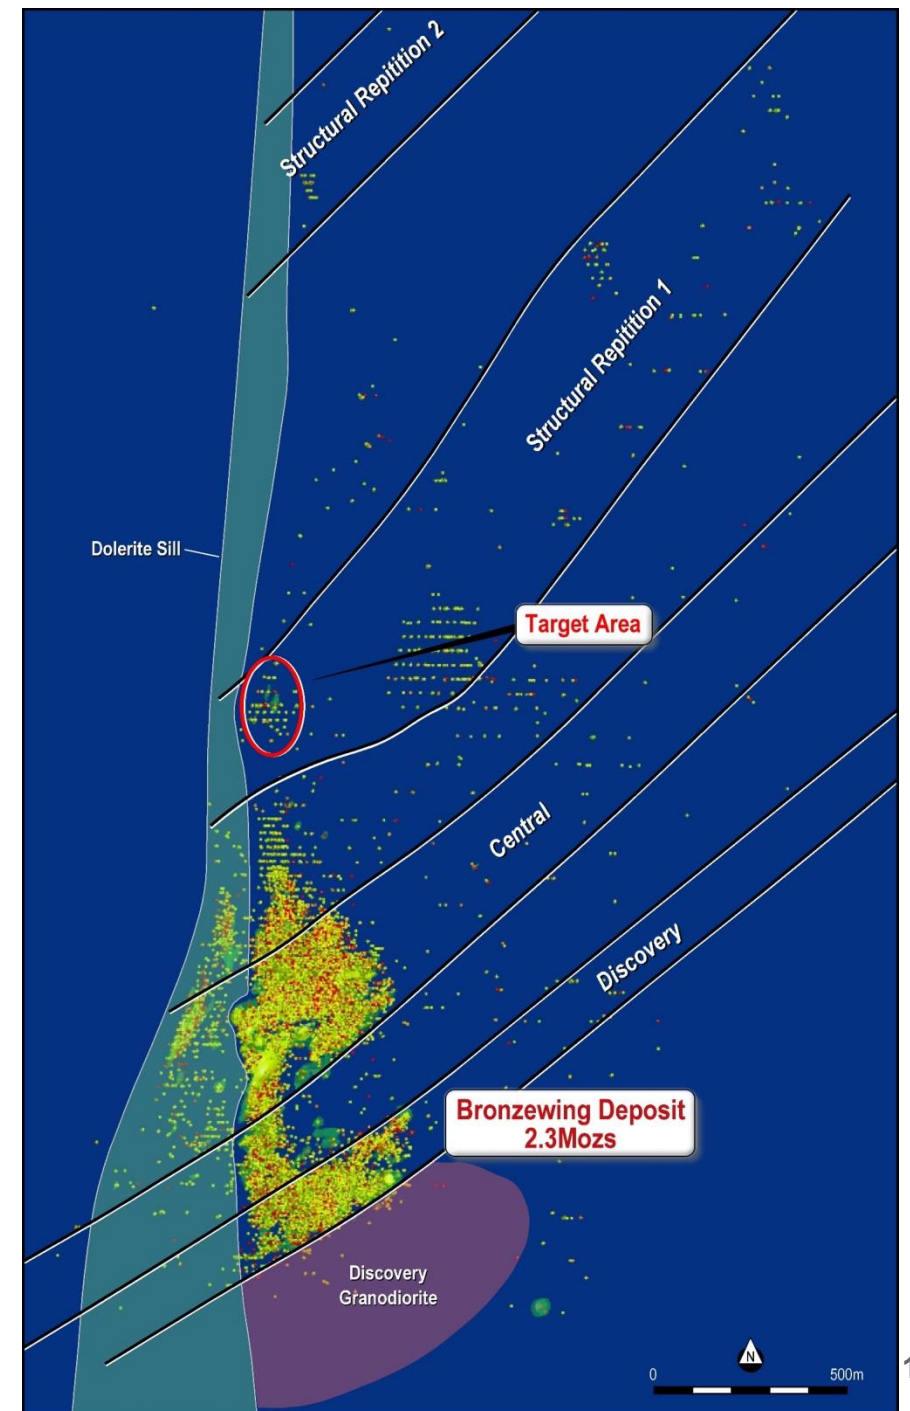 Structural Repitition 2
Structural Repitition 1
Dolerite Sill
Target Area
Central
Discovery
Bronzewing Deposit
2.3Mozs
Discovery
Granodiorite
N
0
500m
1